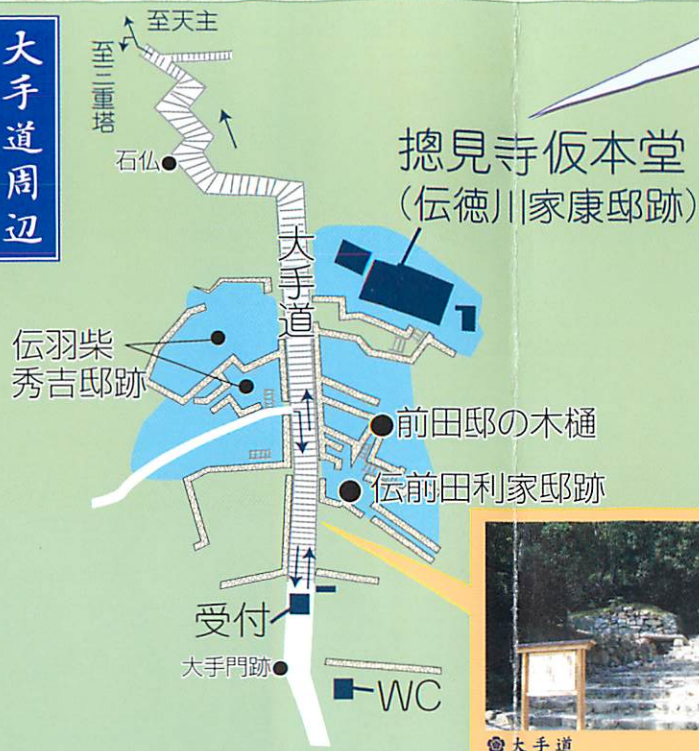 大手道周辺
至天主
至三重塔
石仏
摠見寺仮本堂
(伝徳川家康邸跡)
大手道
伝羽柴
秀吉邸跡
前田邸の木樋
伝前田利家邸跡
受付
大手門跡
WC
大手道